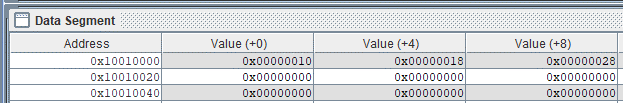 Data Segment
Address Value (+0) Value (+4) Value (+8)
0x10010000 0x00000010 0x00000018 0x00000028
0x10010020 0x00000000 0x00000000 0x00000000
0x10010040 0x00000000 0x00000000 0x00000000